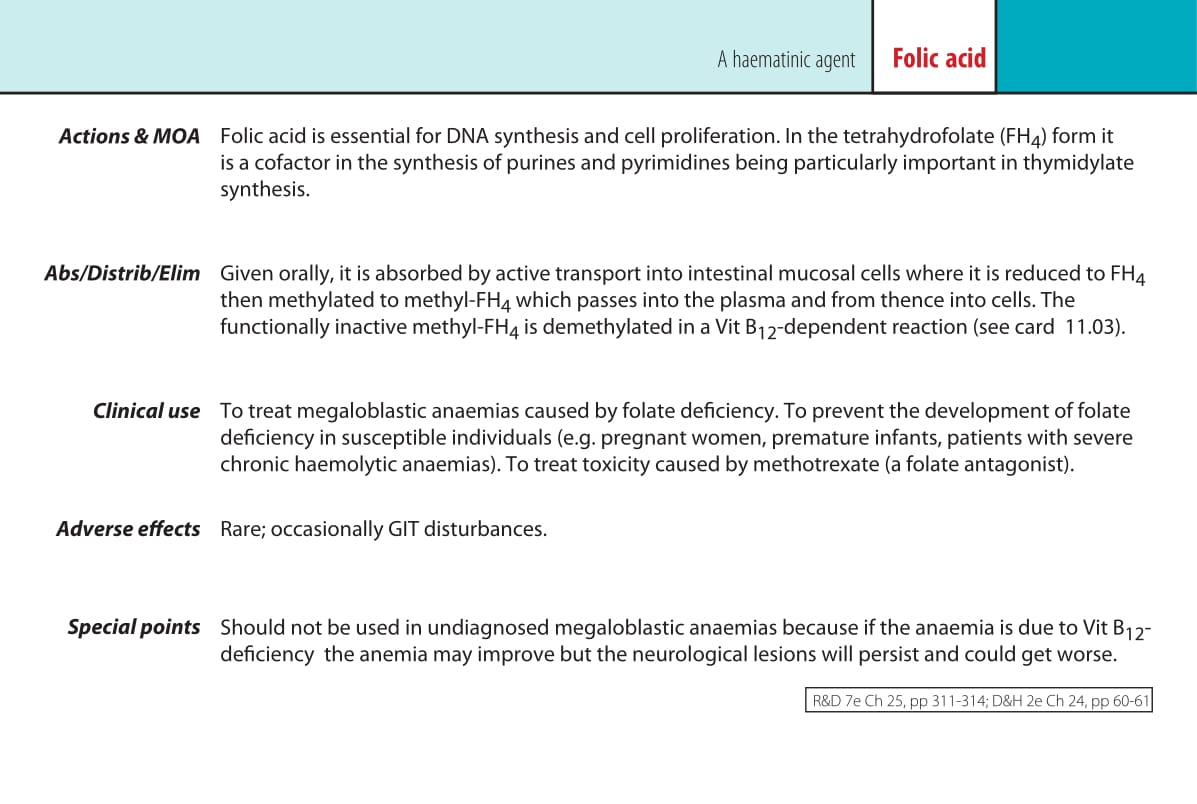 A haematinic agent
Folic acid
Actions & MOA Folic acid is essential for DNA synthesis and cell proliferation. In the tetrahydrofolate (FH4) form it
is a cofactor in the synthesis of purines and pyrimidines being particularly important in thymidylate
synthesis.
Abs/Distrib/Elim Given orally, it is absorbed by active transport into intestinal mucosal cells where it is reduced to FH4
then methylated to methyl-FH4 which passes into the plasma and from thence into cells. The
functionally inactive methyl-FH4 is demethylated in a Vit B12-dependent reaction (see card 11.03).
Clinical use To treat megaloblastic anaemias caused by folate deficiency. To prevent the development of folate
deficiency in susceptible individuals (e.g. pregnant women, premature infants, patients with severe
chronic haemolytic anaemias). To treat toxicity caused by methotrexate (a folate antagonist).
Adverse effects Rare; occasionally GIT disturbances.
Special points Should not be used in undiagnosed megaloblastic anaemias because if the anaemia is due to Vit B12-
deficiency the anemia may improve but the neurological lesions will persist and could get worse.
R&D 7e Ch 25, pp 311-314; D&H 2e Ch 24, pp 60-61